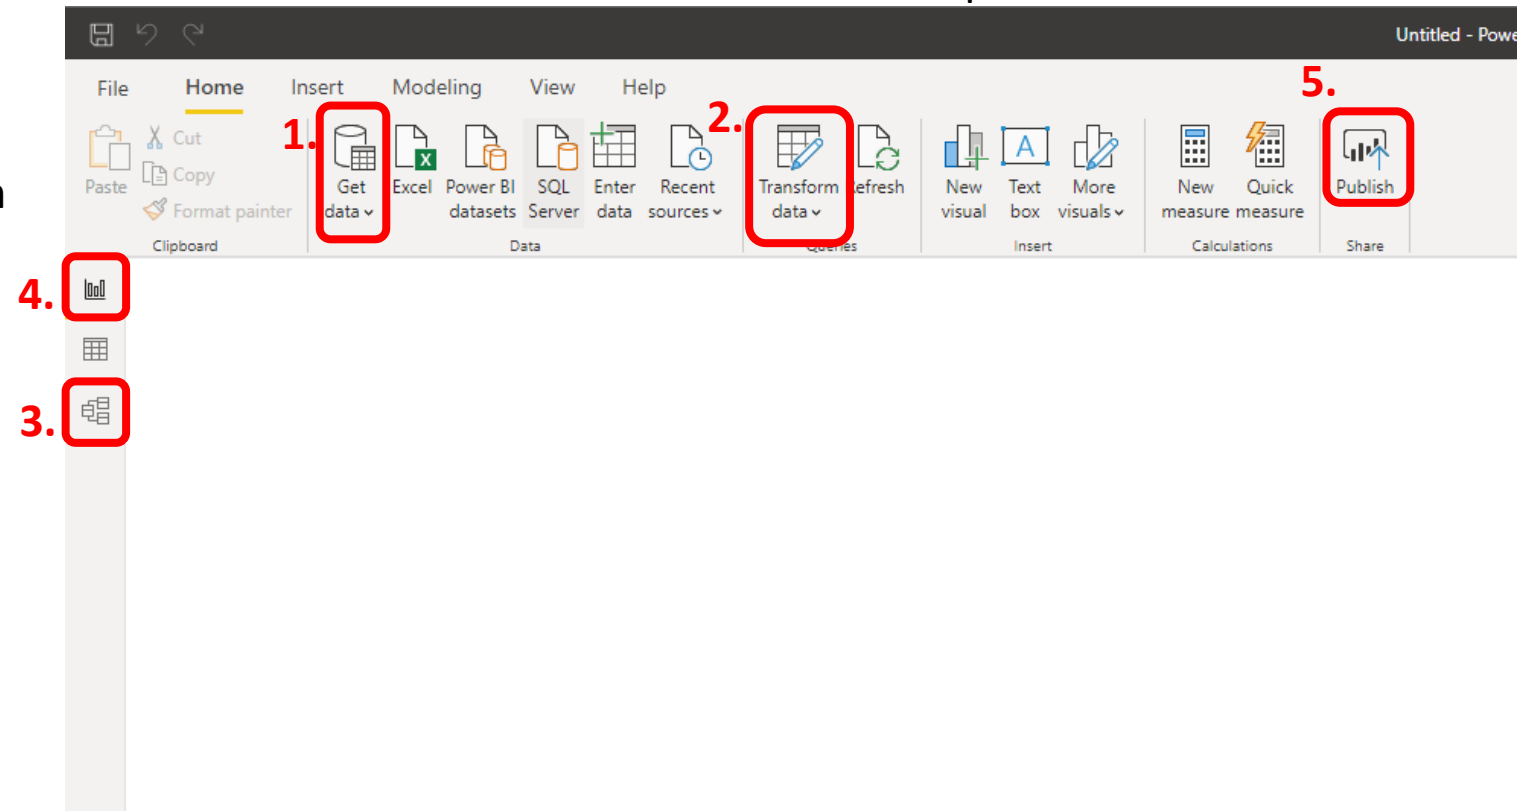 Untitled - Powe
File Home Insert Modeling View Help
5.
1.
2.
Cut
Copy
Format painter
Paste
Clipboard
Get data
Excel
Power BI datasets
SQL Server
Enter data
Recent sources
Data
Transform data
Refresh
Queries
New visual
Text box
More visuals
Insert
New measure
Quick measure
Calculations
Publish
Share
4.
3.